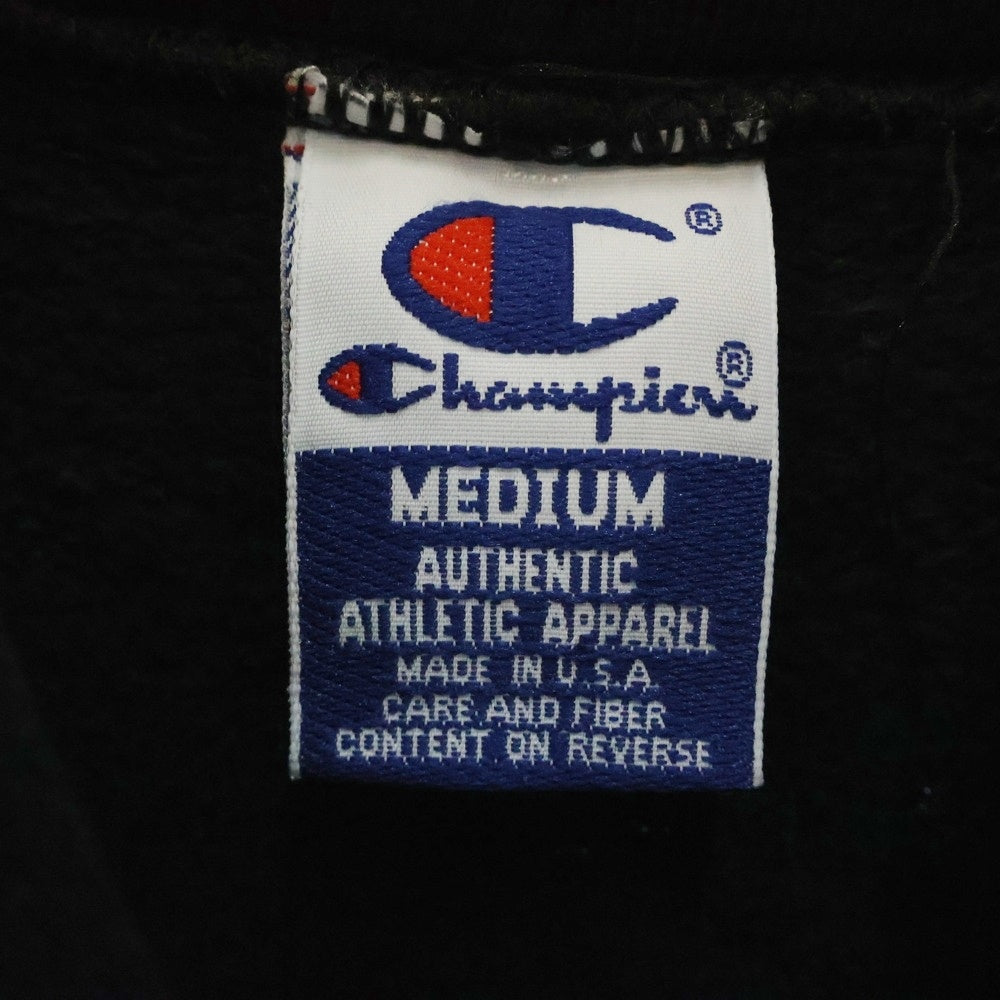 C®
Champion®
MEDIUM
AUTHENTIC
ATHLETIC APPAREL
MADE IN U.S.A.
CARE AND FIBER
CONTENT ON REVERSE